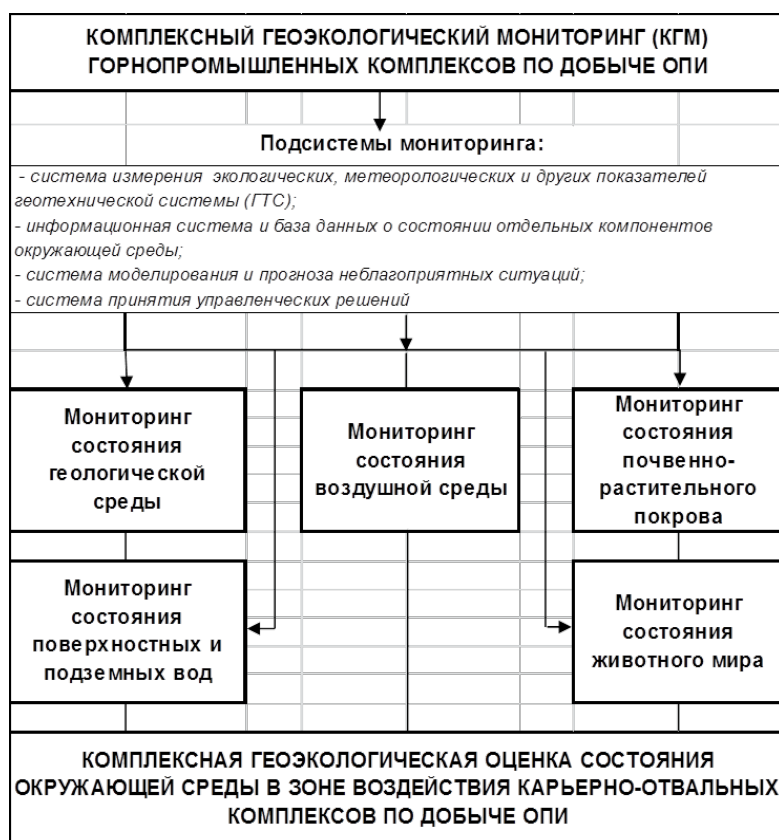 КОМПЛЕКСНЫЙ ГЕОЭКОЛОГИЧЕСКИЙ МОНИТОРИНГ (КГМ)
ГОРНОПРОМЫШЛЕННЫХ КОМПЛЕКСОВ ПО ДОБЫЧЕ ОПИ
Подсистемы мониторинга:
- система измерения экологических, метеорологических и других показателей
геотехнической системы (ГТС);
- информационная система и база данных о состоянии отдельных компонентов
окружающей среды;
- система моделирования и прогноза неблагоприятных ситуаций;
- система принятия управленческих решений
Мониторинг
состояния
геологической
среды
Мониторинг
состояния
воздушной среды
Мониторинг
состояния
почвенно-
растительного
покрова
Мониторинг
состояния
поверхностных и
подземных вод
Мониторинг
состояния
животного мира
КОМПЛЕКСНАЯ ГЕОЭКОЛОГИЧЕСКАЯ ОЦЕНКА СОСТОЯНИЯ
ОКРУЖАЮЩЕЙ СРЕДЫ В ЗОНЕ ВОЗДЕЙСТВИЯ КАРЬЕРНО-ОТВАЛЬНЫХ
КОМПЛЕКСОВ ПО ДОБЫЧЕ ОПИ